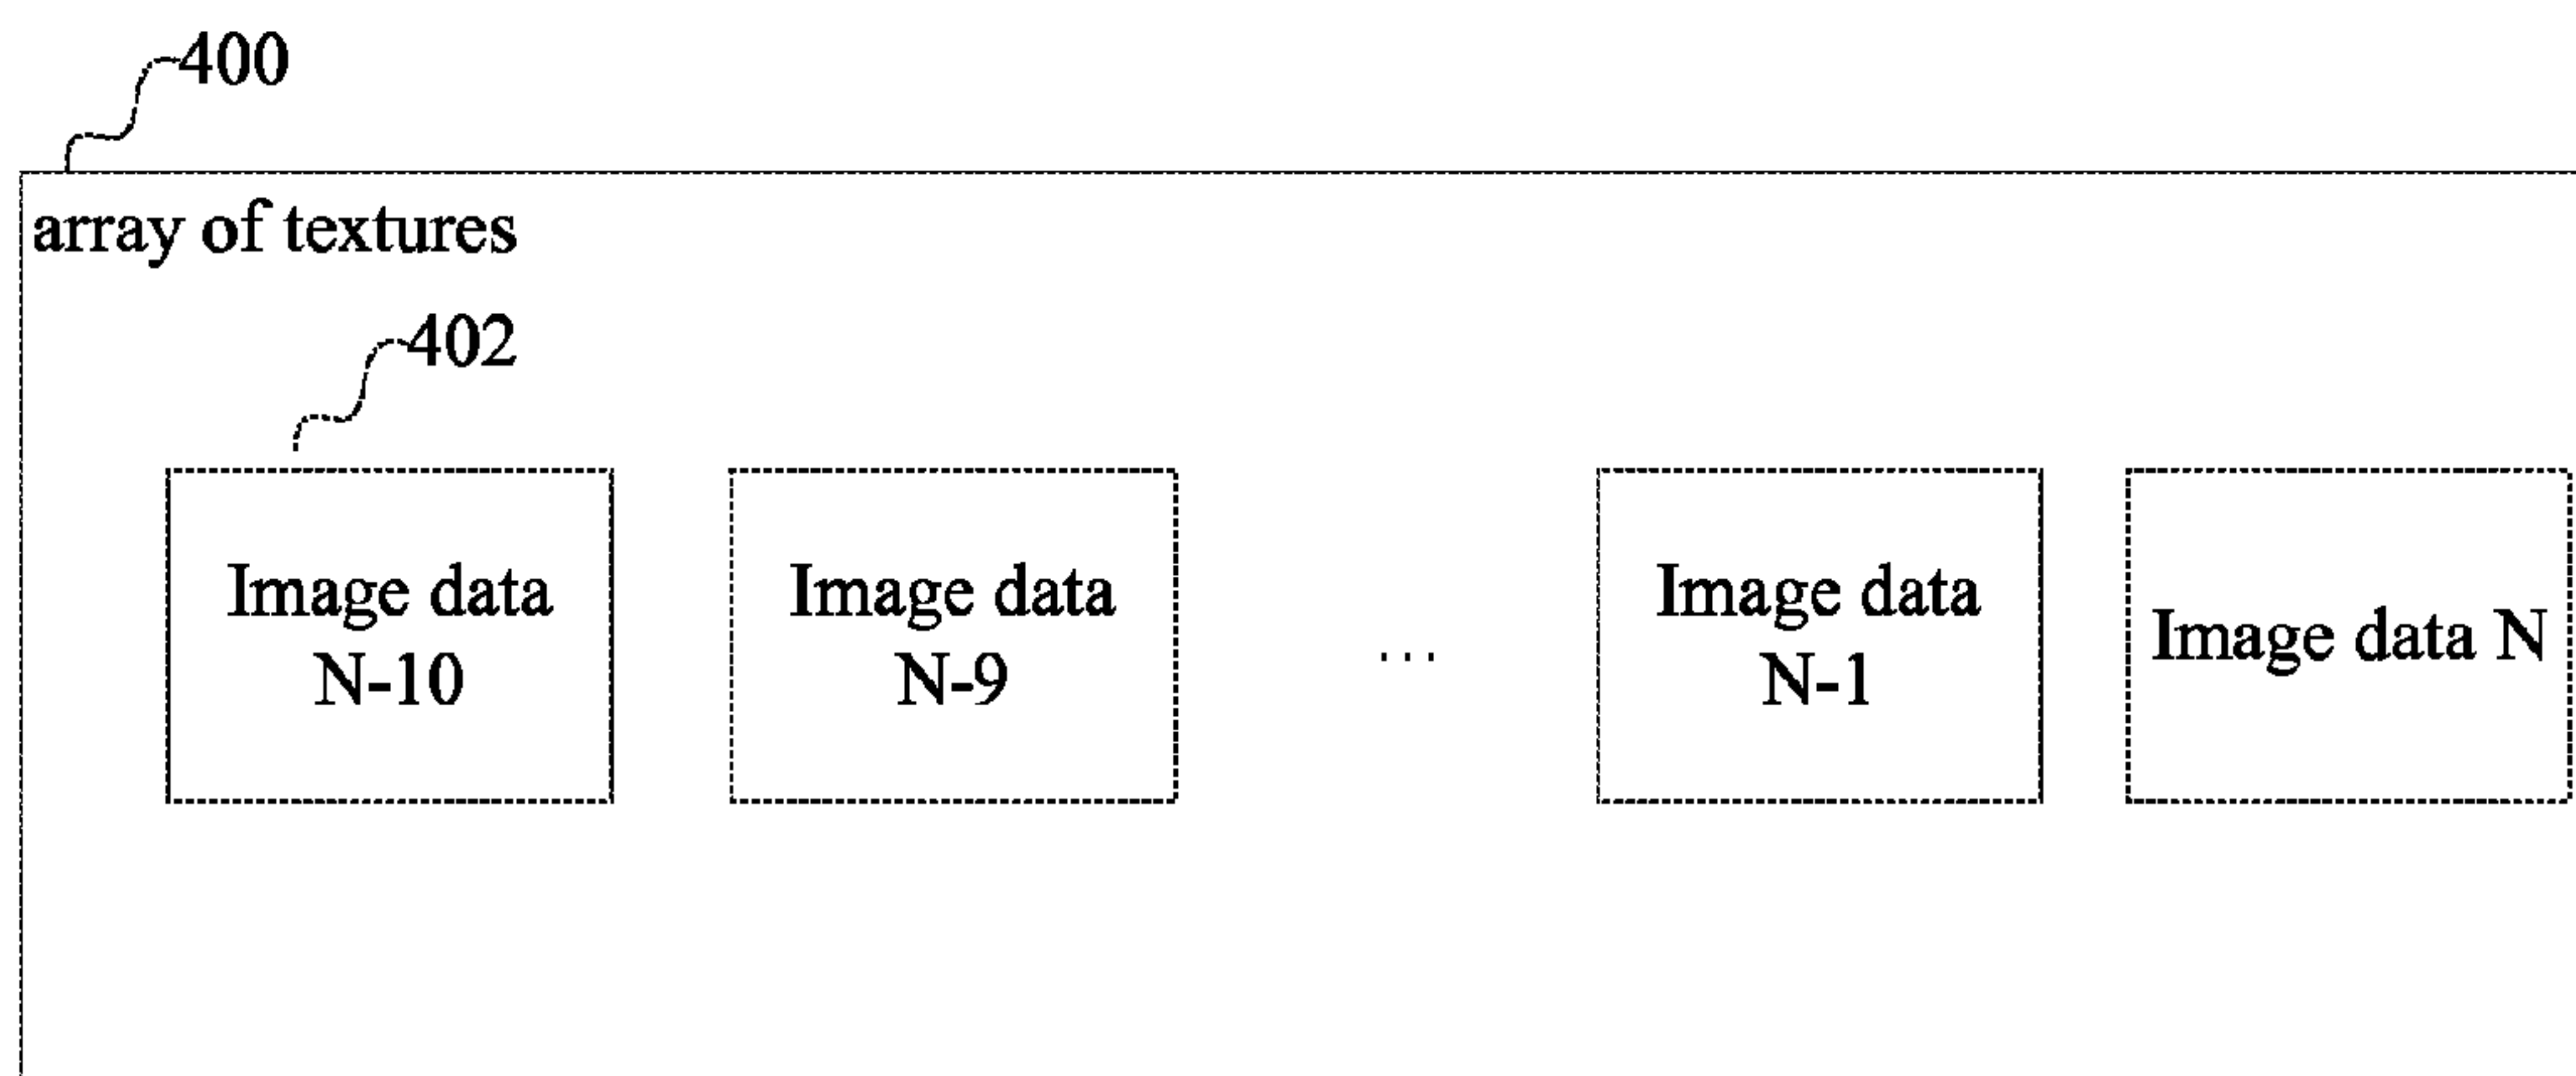 400
array of textures
402
Image data
N-10
Image data
N-9
...
Image data
N-1
Image data N